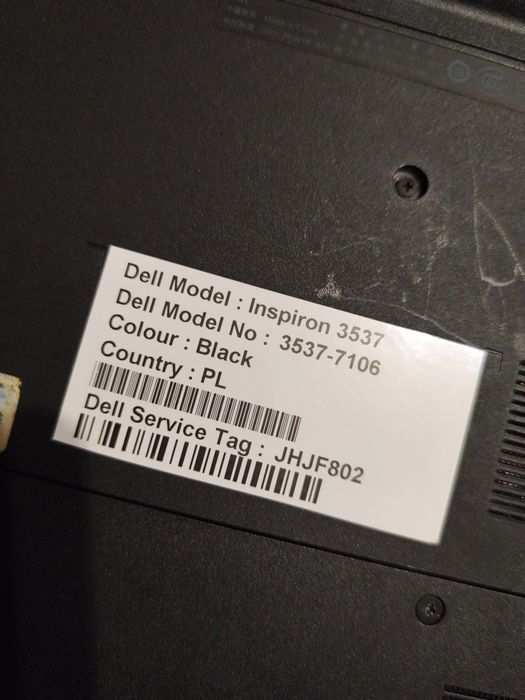 Dell Model : Inspiron 3537
Dell Model No : 3537-7106
Colour : Black
Country : PL
Dell Service Tag : JHJF802